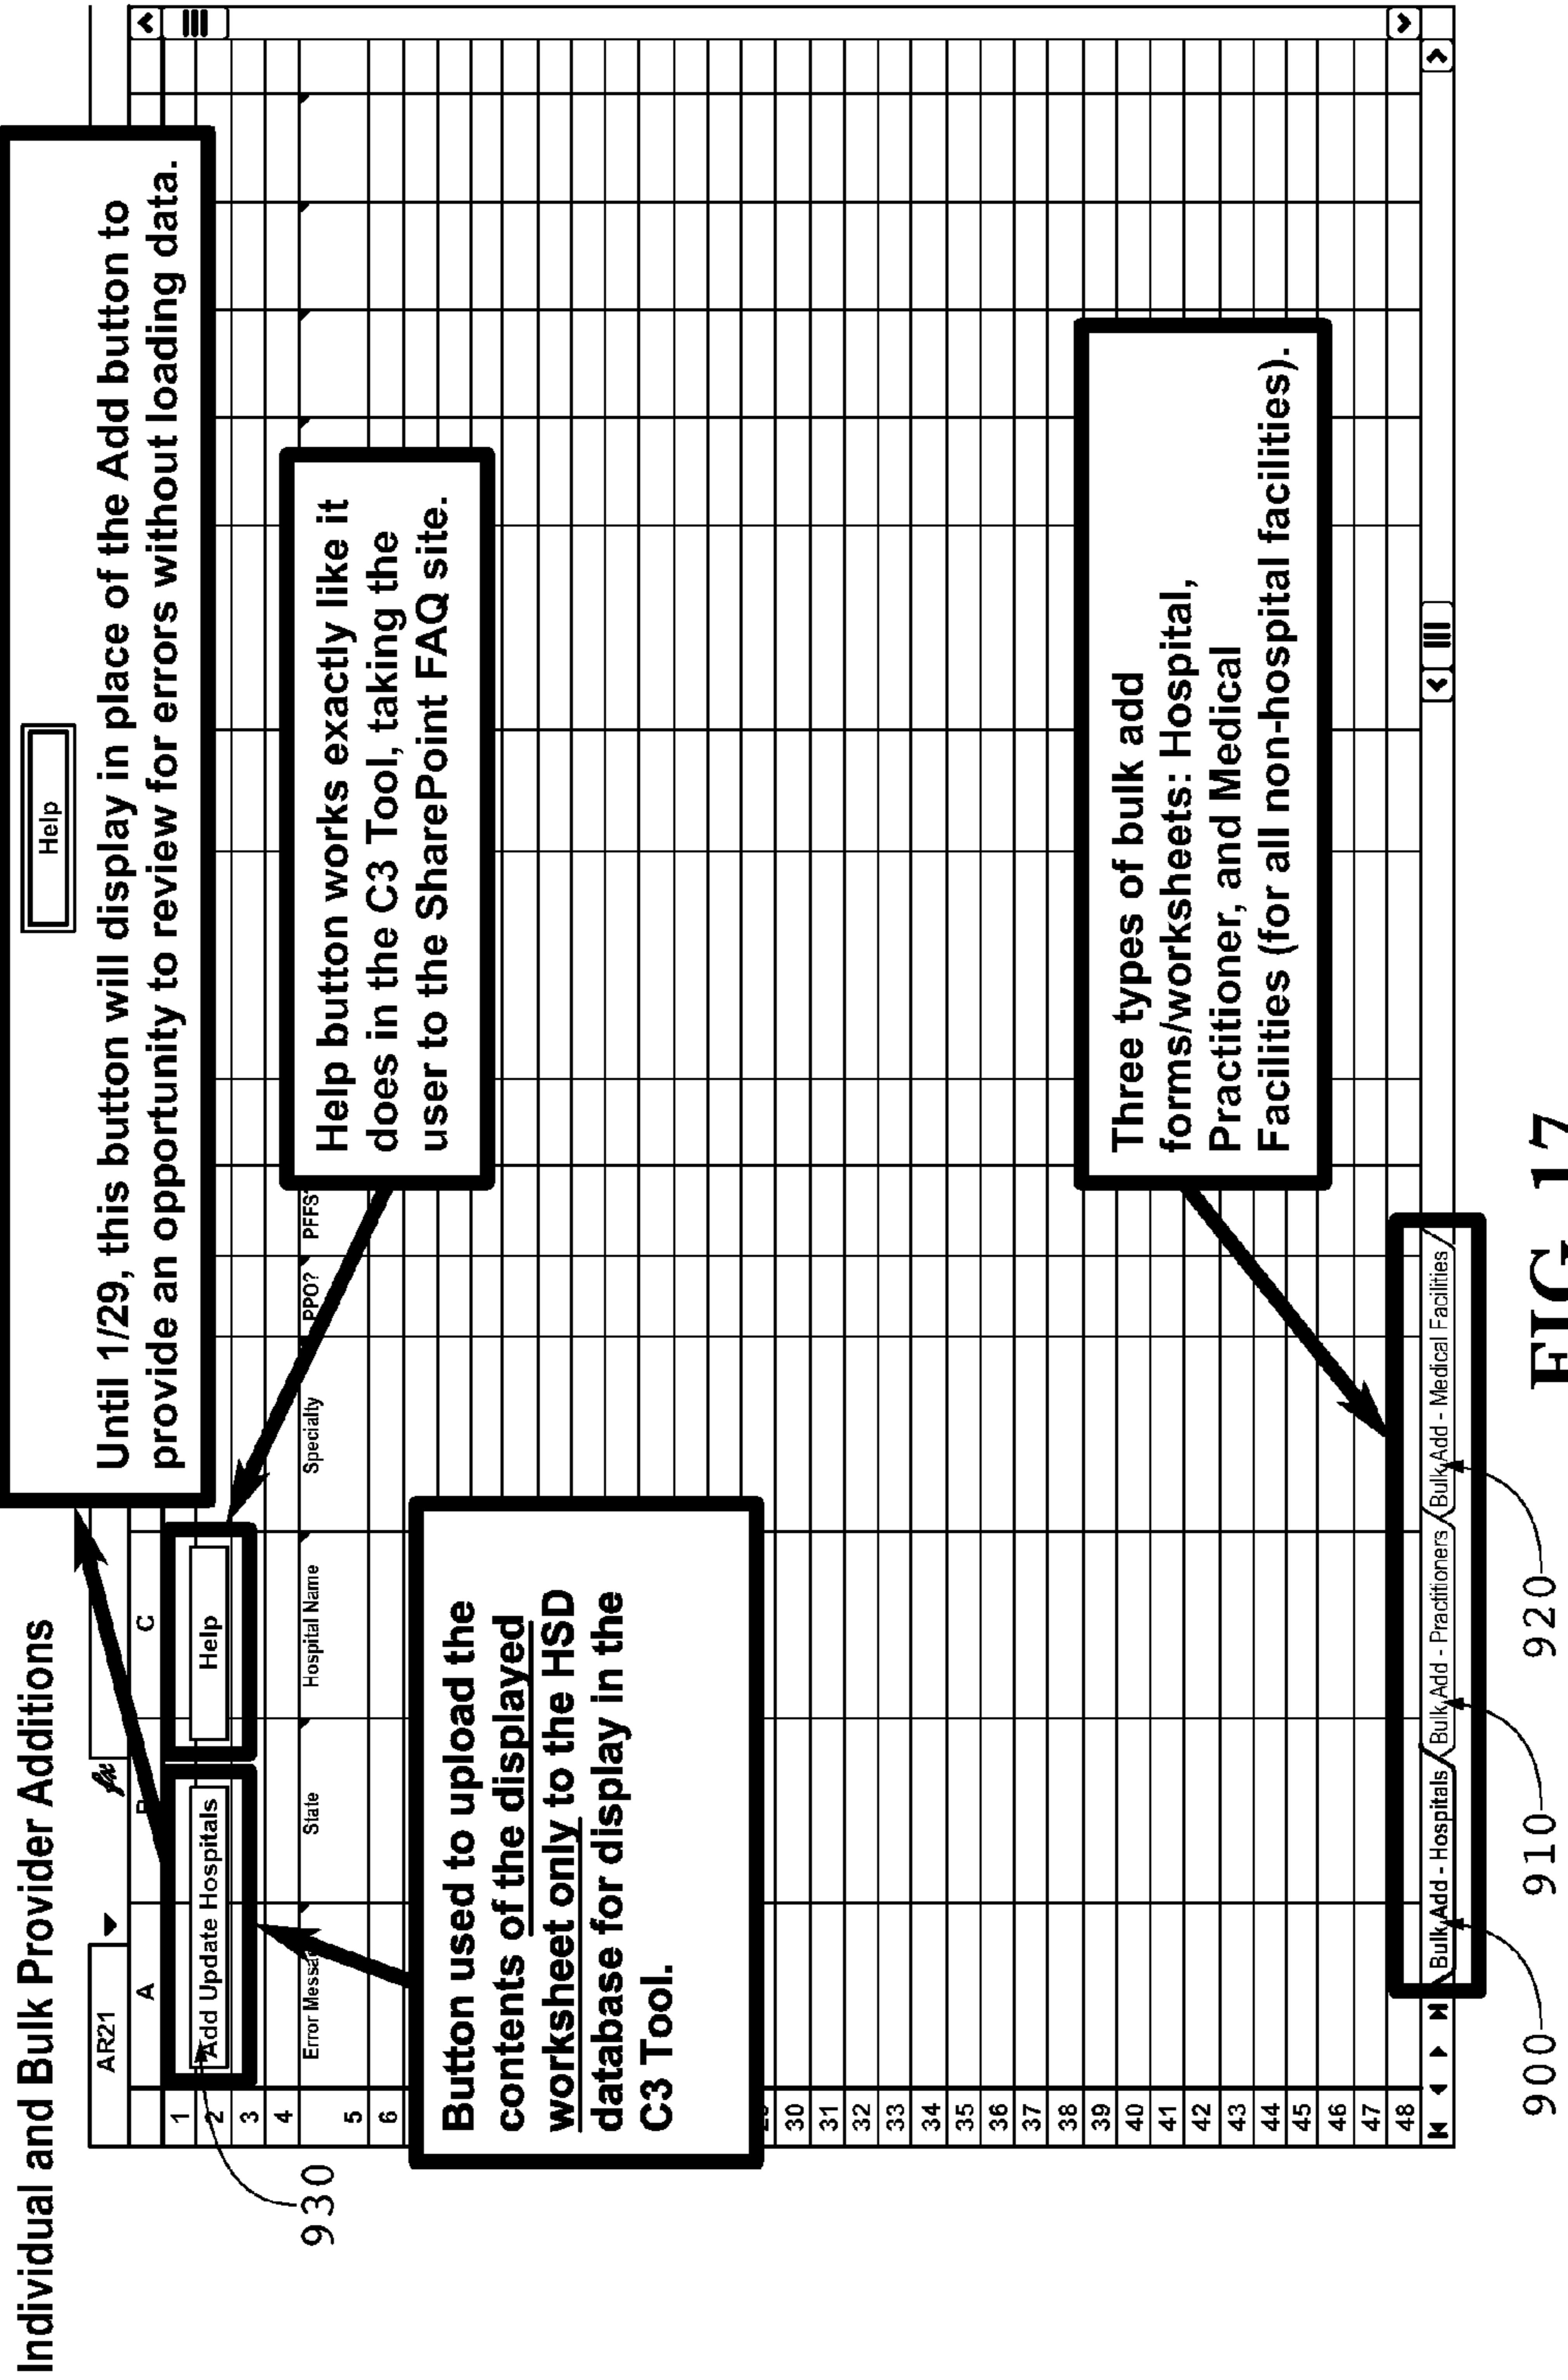 Individual and Bulk Provider Additions
Help
Until 1/29, this button will display in place of the Add button to
provide an opportunity to review for errors without loading data.
AR21
fx
A
B
C
1
2
3
4
5
6
Add Update Hospitals
Help
930
Error Messa
State
Hospital Name
Specialty
PPO?
PFFS
Help button works exactly like it
does in the C3 Tool, taking the
user to the SharePoint FAQ site.
Button used to upload the
contents of the displayed
worksheet only to the HSD
database for display in the
C3 Tool.
29
30
31
32
33
34
35
36
37
38
39
40
41
42
43
44
45
46
47
48
Three types of bulk add
forms/worksheets: Hospital,
Practitioner, and Medical
Facilities (for all non-hospital facilities).
Bulk Add - Hospitals
Bulk Add - Practitioners
Bulk Add - Medical Facilities
900
910
920
FIG. 17